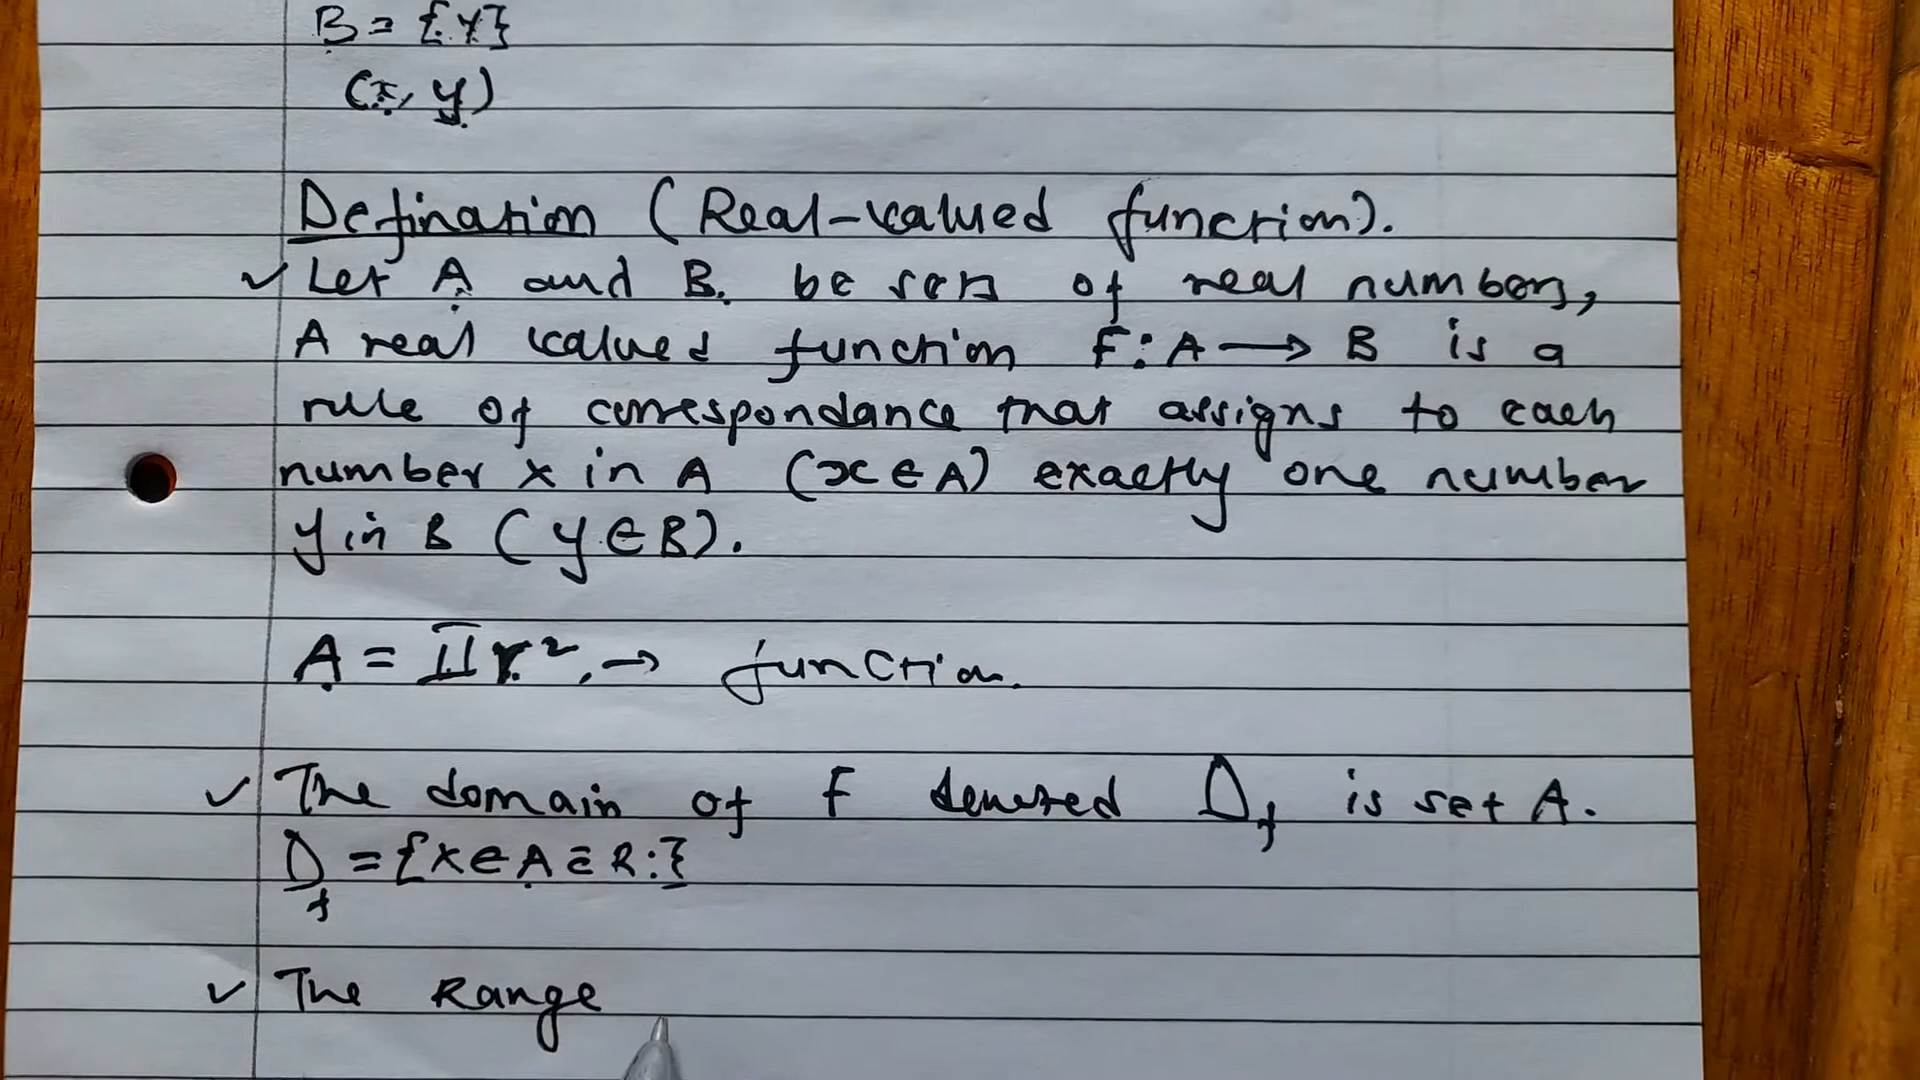 B = {Y}
(x, y)
Defination (Real-valued function).
✓ Let A and B. be sets of real numbers,
A real valued function F: A → B is a
rule of correspondance that assigns to each
number x in A (x ∈ A) exactly one number
y in B (y ∈ B).
A = πr², → function.
✓ The domain of F denoted D_f is set A.
D_f = {x ∈ A ⊆ R:}
✓ The Range